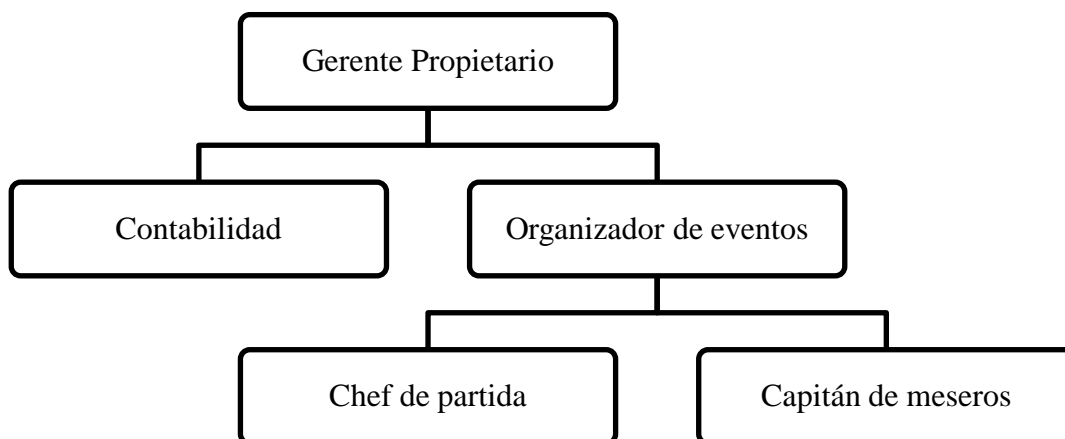 Gerente Propietario
Contabilidad
Organizador de eventos
Chef de partida
Capitán de meseros